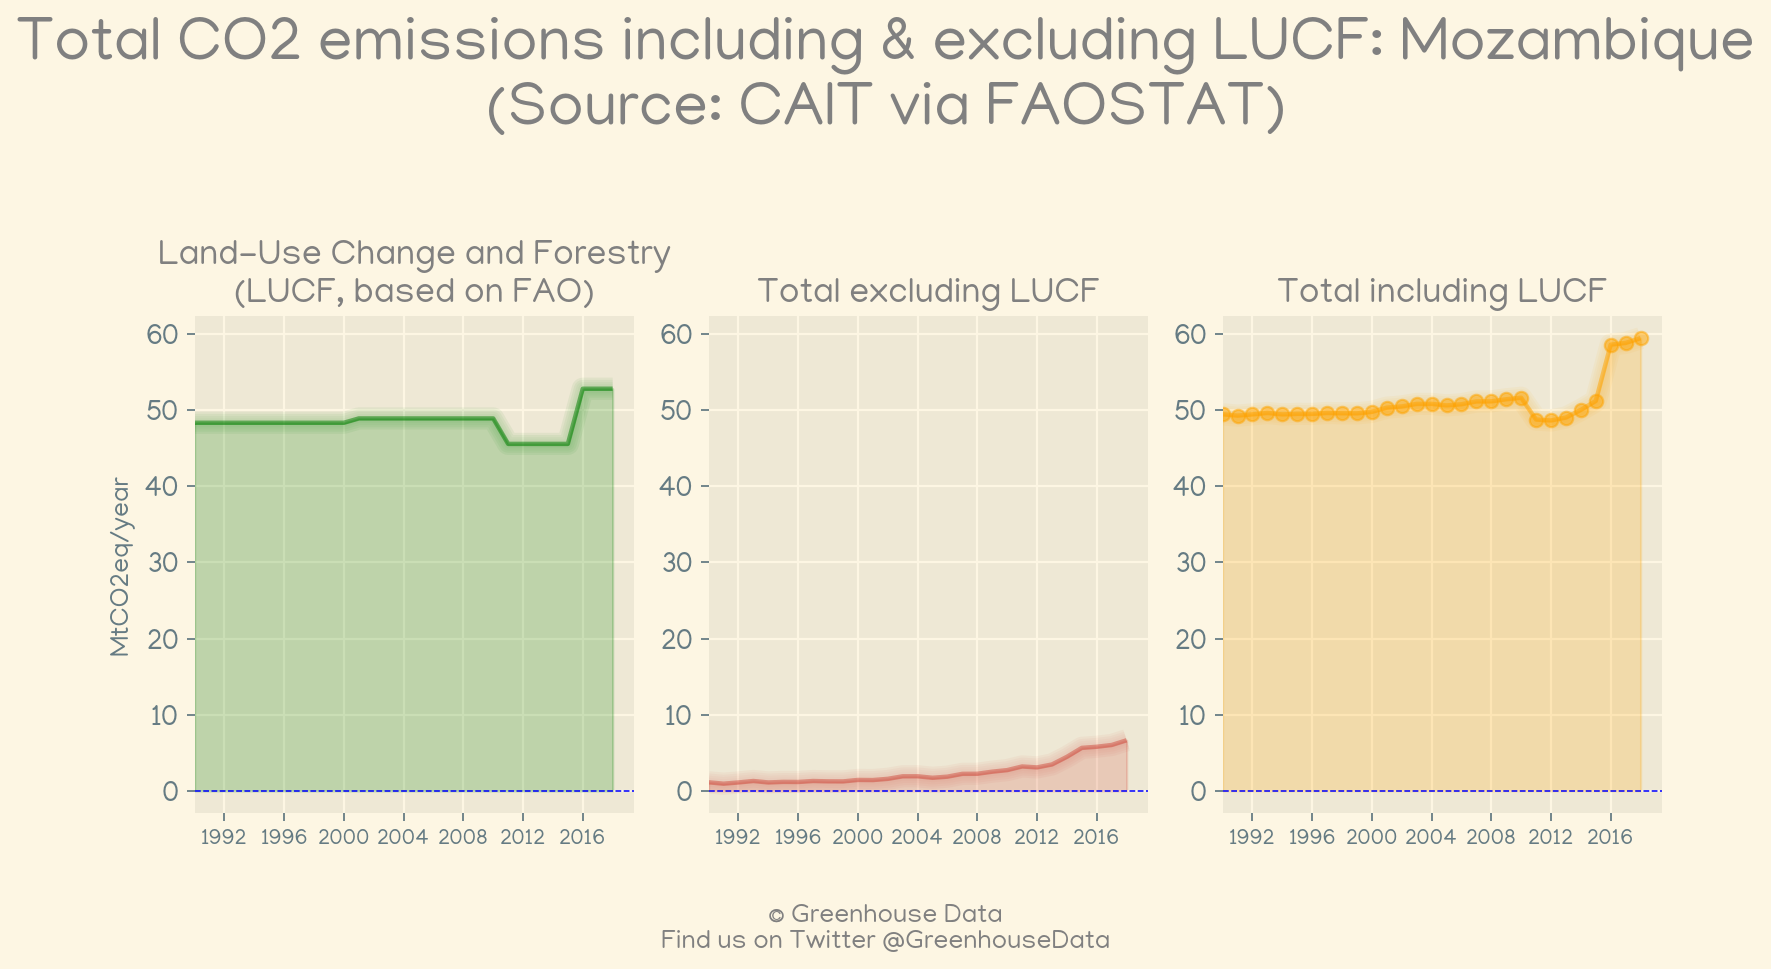 Total CO2 emissions including & excluding LUCF: Mozambique
(Source: CAIT via FAOSTAT)
Land-Use Change and Forestry
(LUCF, based on FAO)
MtCO2eq/year
60
50
40
30
20
10
0
1992 1996 2000 2004 2008 2012 2016
Total excluding LUCF
60
50
40
30
20
10
0
1992 1996 2000 2004 2008 2012 2016
Total including LUCF
60
50
40
30
20
10
0
1992 1996 2000 2004 2008 2012 2016
© Greenhouse Data
Find us on Twitter @GreenhouseData